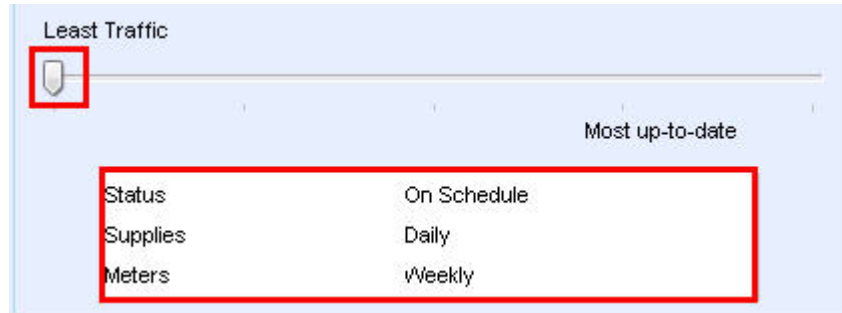 Least Traffic
Most up-to-date
Status On Schedule
Supplies Daily
Meters Weekly